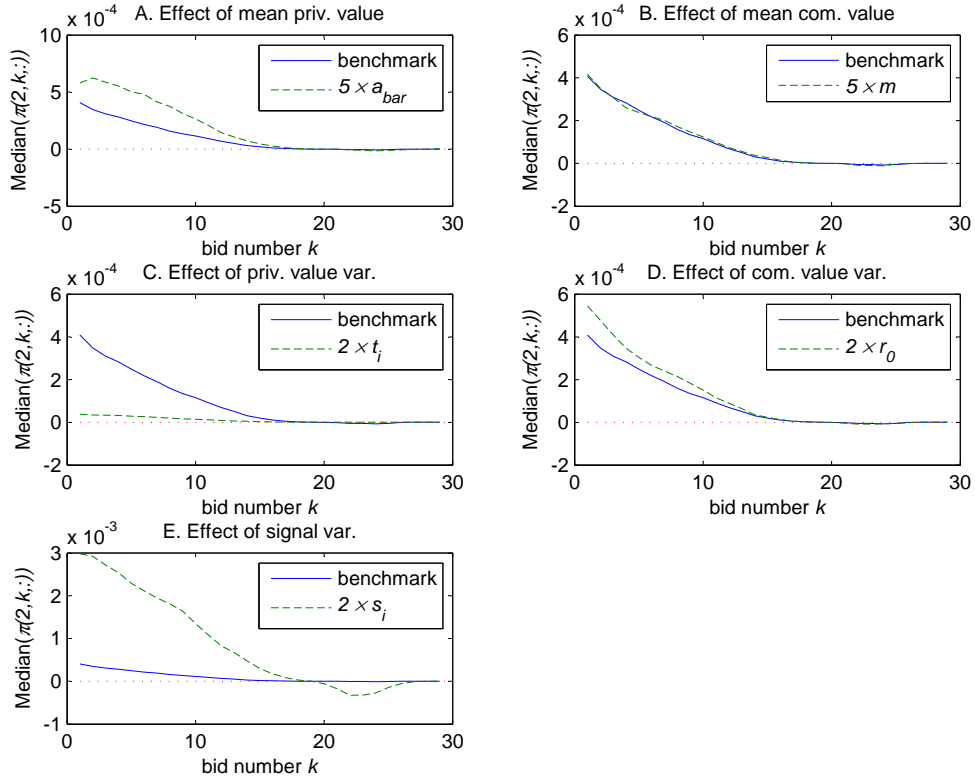 A. Effect of mean priv. value
x 10^-4
10
5
0
-5
0 10 20 30
Median(π(2,k,:))
bid number k
benchmark
5 × a_bar
B. Effect of mean com. value
x 10^-4
6
4
2
0
-2
0 10 20 30
Median(π(2,k,:))
bid number k
benchmark
5 × m
C. Effect of priv. value var.
x 10^-4
6
4
2
0
-2
0 10 20 30
Median(π(2,k,:))
bid number k
benchmark
2 × t_i
D. Effect of com. value var.
x 10^-4
6
4
2
0
-2
0 10 20 30
Median(π(2,k,:))
bid number k
benchmark
2 × r_0
E. Effect of signal var.
x 10^-3
3
2
1
0
-1
0 10 20 30
Median(π(2,k,:))
bid number k
benchmark
2 × s_i